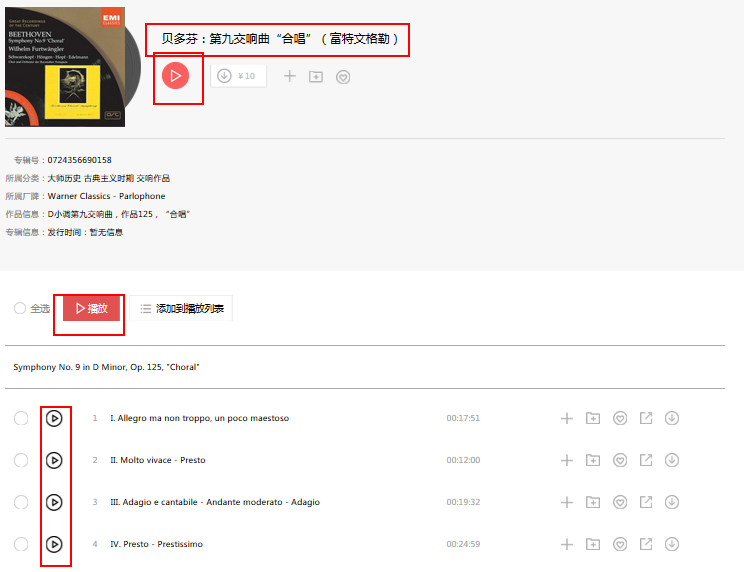 GREAT RECORDINGS
OF THE CENTURY
EMI
CLASSICS
BEETHOVEN
Symphony No.9 'Choral'
Wilhelm Furtwängler
Schwarzkopf · Höngen · Hopf · Edelmann
贝多芬：第九交响曲“合唱”（富特文格勒）
¥10
专辑号：0724356690158
所属分类：大师历史 古典主义时期 交响作品
所属厂牌：Warner Classics - Parlophone
作品信息：D小调第九交响曲，作品125，“合唱”
专辑信息：发行时间：暂无信息
全选 播放 添加到播放列表
Symphony No. 9 in D Minor, Op. 125, "Choral"
1 I. Allegro ma non troppo, un poco maestoso 00:17:51
2 II. Molto vivace - Presto 00:12:00
3 III. Adagio e cantabile - Andante moderato - Adagio 00:19:32
4 IV. Presto - Prestissimo 00:24:59